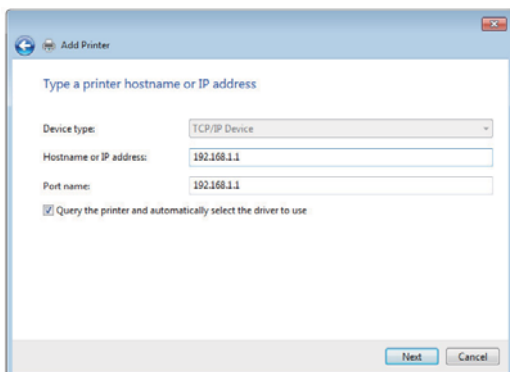 Add Printer
Type a printer hostname or IP address
Device type: TCP/IP Device
Hostname or IP address: 192.168.1.1
Port name: 192.168.1.1
Query the printer and automatically select the driver to use
Next Cancel